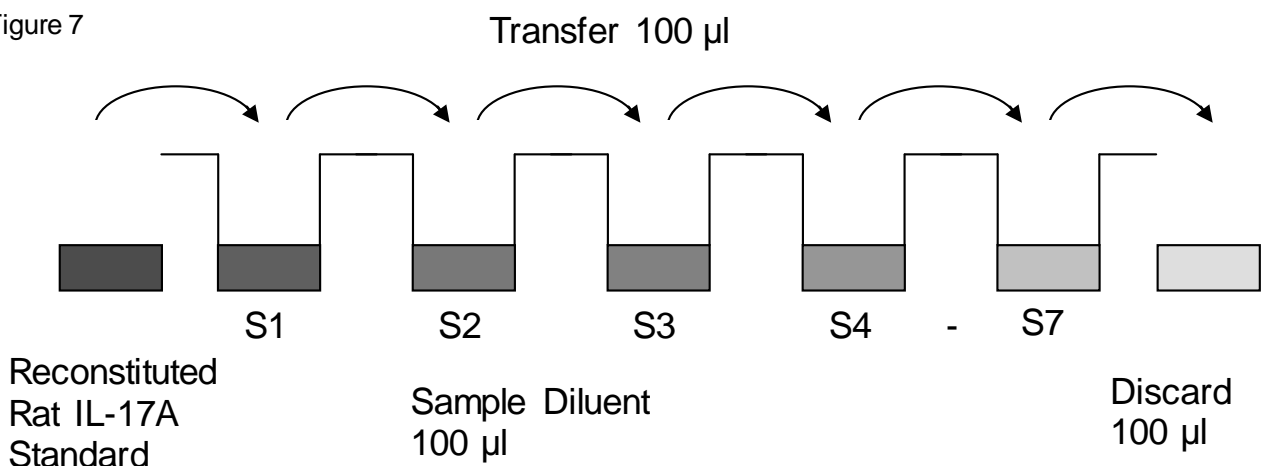 Figure 7
Transfer 100 µl
S1 S2 S3 S4 - S7
Reconstituted
Rat IL-17A
Standard
Sample Diluent
100 µl
Discard
100 µl